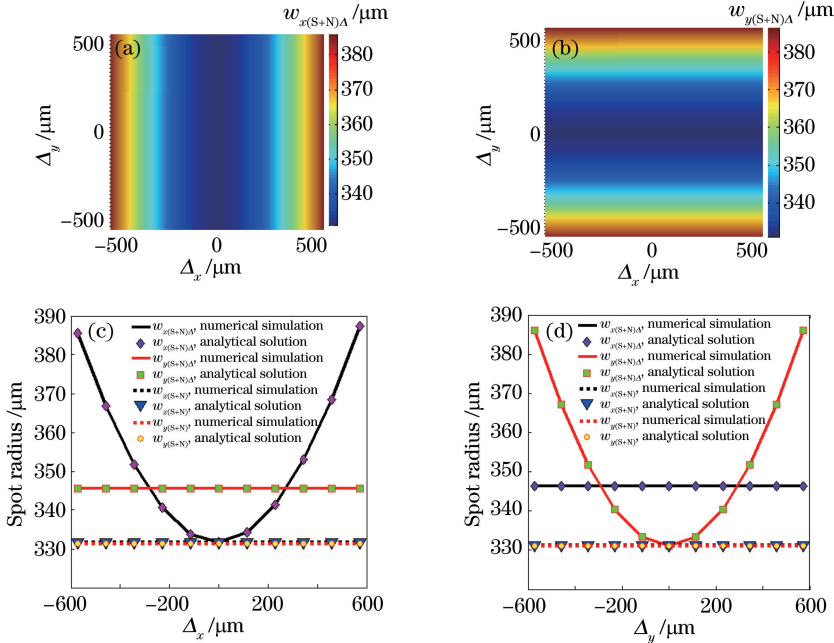 w_x(S+N)Δ /μm
500
(a)
0
−500
Δ_y /μm
−500
0
500
Δ_x /μm
380
370
360
350
340
w_y(S+N)Δ /μm
500
(b)
0
−500
Δ_y /μm
−500
0
500
Δ_x /μm
380
370
360
350
340
390
380
370
360
350
340
330
Spot radius /μm
(c)
w_x(S+N)Δ, numerical simulation
w_x(S+N)Δ, analytical solution
w_y(S+N)Δ, numerical simulation
w_y(S+N)Δ, analytical solution
w_x(S+N), numerical simulation
w_x(S+N), analytical solution
w_y(S+N), numerical simulation
w_y(S+N), analytical solution
−600
−200
200
600
Δ_x /μm
390
380
370
360
350
340
330
Spot radius /μm
(d)
w_x(S+N)Δ, numerical simulation
w_x(S+N)Δ, analytical solution
w_y(S+N)Δ, numerical simulation
w_y(S+N)Δ, analytical solution
w_x(S+N), numerical simulation
w_x(S+N), analytical solution
w_y(S+N), numerical simulation
w_y(S+N), analytical solution
−600
−200
200
600
Δ_y /μm